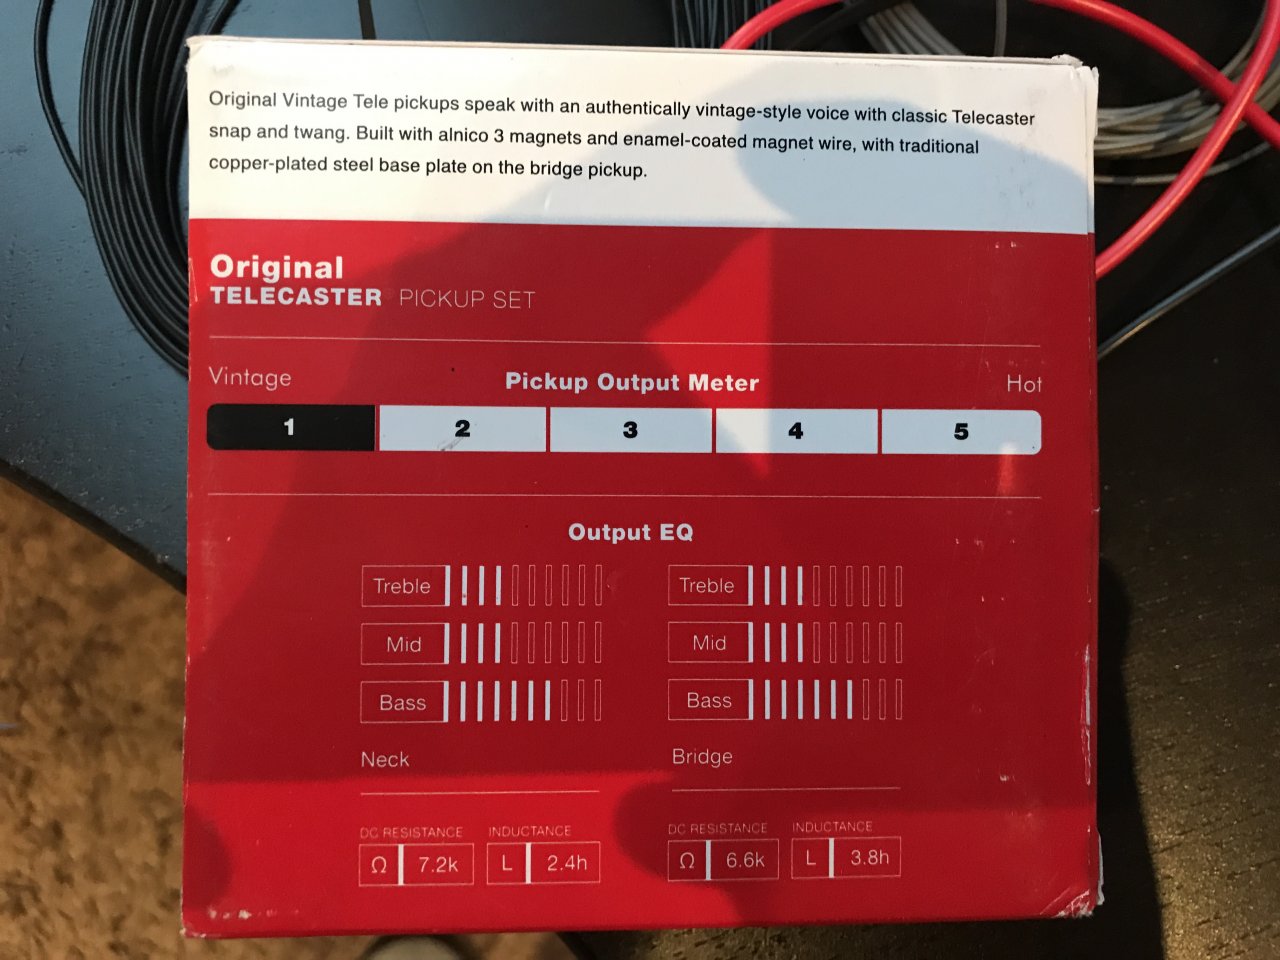 Original Vintage Tele pickups speak with an authentically vintage-style voice with classic Telecaster
snap and twang. Built with alnico 3 magnets and enamel-coated magnet wire, with traditional
copper-plated steel base plate on the bridge pickup.
Original
TELECASTER PICKUP SET
Vintage Pickup Output Meter Hot
1 2 3 4 5
Output EQ
Treble Treble
Mid Mid
Bass Bass
Neck Bridge
DC RESISTANCE INDUCTANCE DC RESISTANCE INDUCTANCE
Ω 7.2k L 2.4h Ω 6.6k L 3.8h